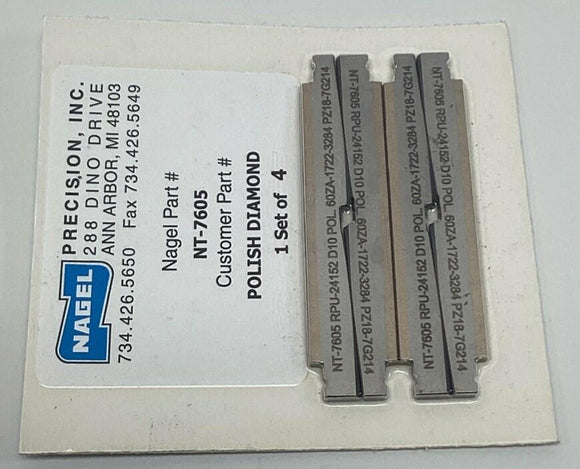 NAGEL
PRECISION, INC.
288 DINO DRIVE
ANN ARBOR, MI 48103
734.426.5650 Fax 734.426.5649
Nagel Part #
NT-7605
Customer Part #
POLISH DIAMOND
1 Set of 4
NT-7605 RPU-24152 D10 POL. 60ZA-1722-3284 PZ18-7G214
NT-7605 RPU-24152 D10 POL. 60ZA-1722-3284 PZ18-7G214
NT-7605 RPU-24152 D10 POL. 60ZA-1722-3284 PZ18-7G214
NT-7605 RPU-24152 D10 POL. 60ZA-1722-3284 PZ18-7G214